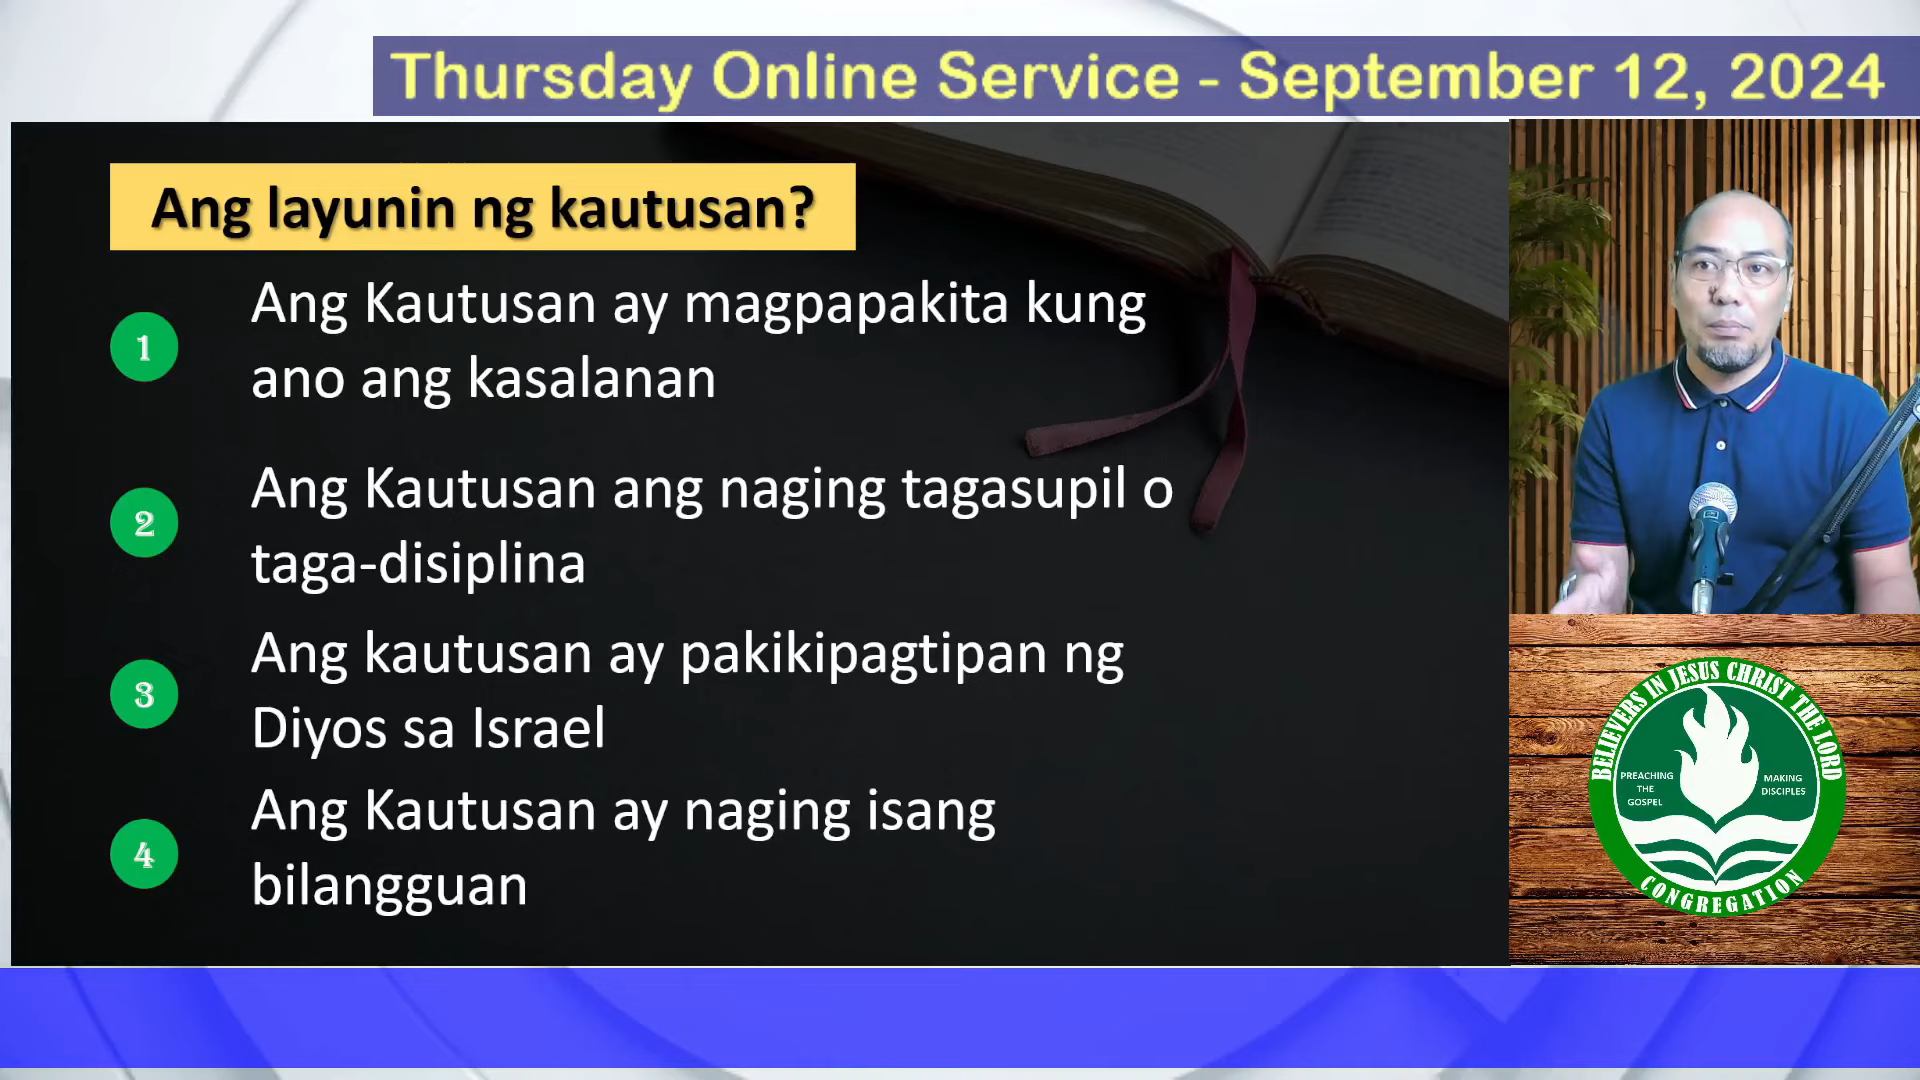 Thursday Online Service - September 12, 2024
Ang layunin ng kautusan?
1
Ang Kautusan ay magpapakita kung
ano ang kasalanan
2
Ang Kautusan ang naging tagasupil o
taga-disiplina
3
Ang kautusan ay pakikipagtipan ng
Diyos sa Israel
4
Ang Kautusan ay naging isang
bilangguan
BELIEVERS IN JESUS CHRIST THE LORD
PREACHING
THE
GOSPEL
MAKING
DISCIPLES
CONGREGATION